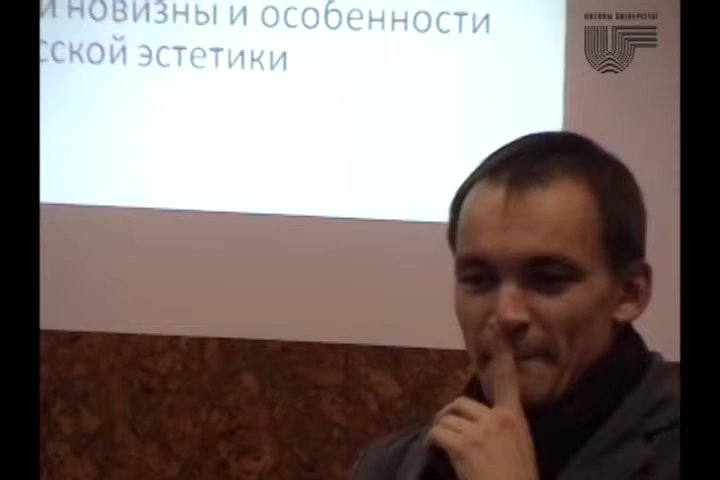 й новизны и особенности
сской эстетики